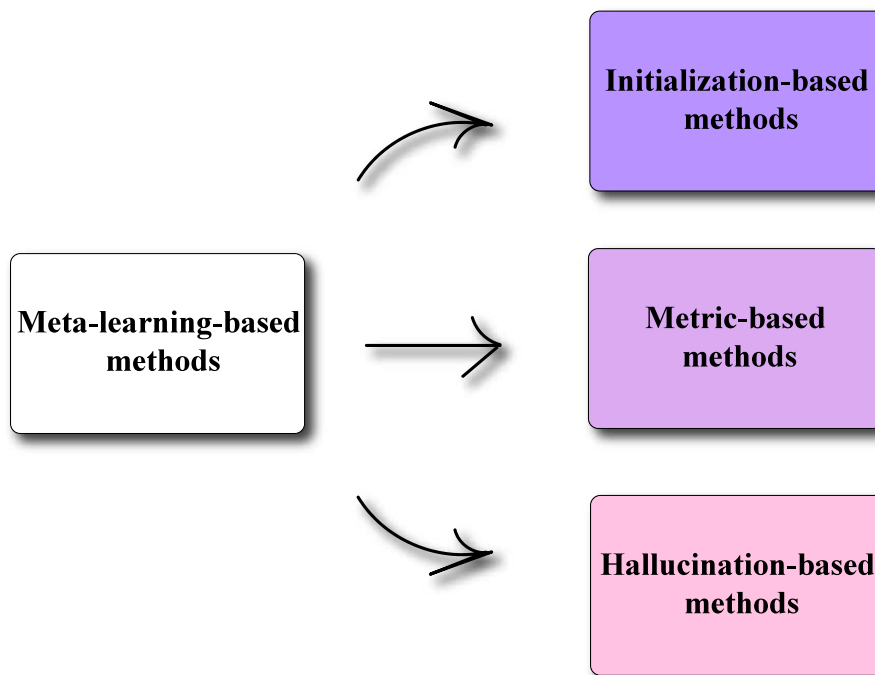 Initialization-based
methods
Meta-learning-based
methods
Metric-based
methods
Hallucination-based
methods